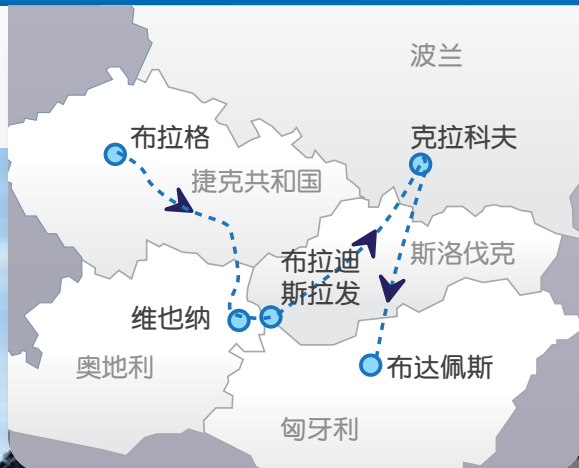 波兰
布拉格
克拉科夫
捷克共和国
布拉迪
斯拉发
斯洛伐克
维也纳
奥地利
布达佩斯
匈牙利